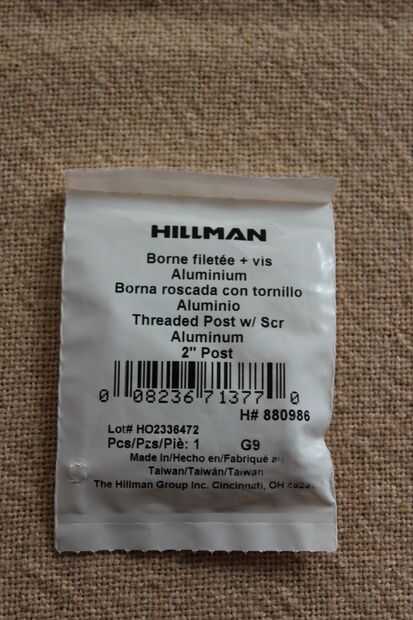 HILLMAN
Borne filetée + vis
Aluminium
Borna roscada con tornillo
Aluminio
Threaded Post w/ Scr
Aluminum
2" Post
0 08236 71377 0
H# 880986
Lot# HO2336472
Pcs/Pzs/Piè: 1 G9
Made in/Hecho en/Fabriqué au
Taiwan/Taiwán/Taiwan
The Hillman Group Inc. Cincinnati, OH